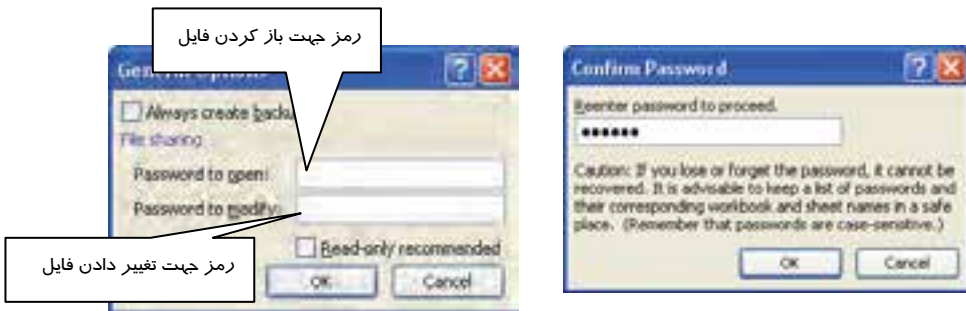 رمز جهت باز کردن فایل
General Options
Always create backu
File sharing
Password to open:
Password to modify:
رمز جهت تغییر دادن فایل
Read-only recommended
OK
Cancel
Confirm Password
Reenter password to proceed.
••••••
Caution: If you lose or forget the password, it cannot be
recovered. It is advisable to keep a list of passwords and
their corresponding workbook and sheet names in a safe
place. (Remember that passwords are case-sensitive.)
OK
Cancel